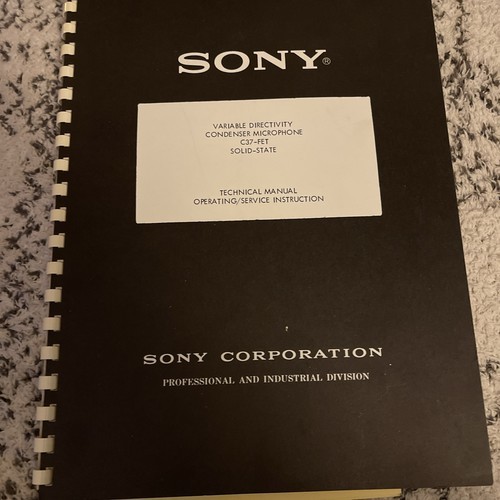 SONY®
VARIABLE DIRECTIVITY
CONDENSER MICROPHONE
C37-FET
SOLID-STATE
TECHNICAL MANUAL
OPERATING/SERVICE INSTRUCTION
SONY CORPORATION
PROFESSIONAL AND INDUSTRIAL DIVISION